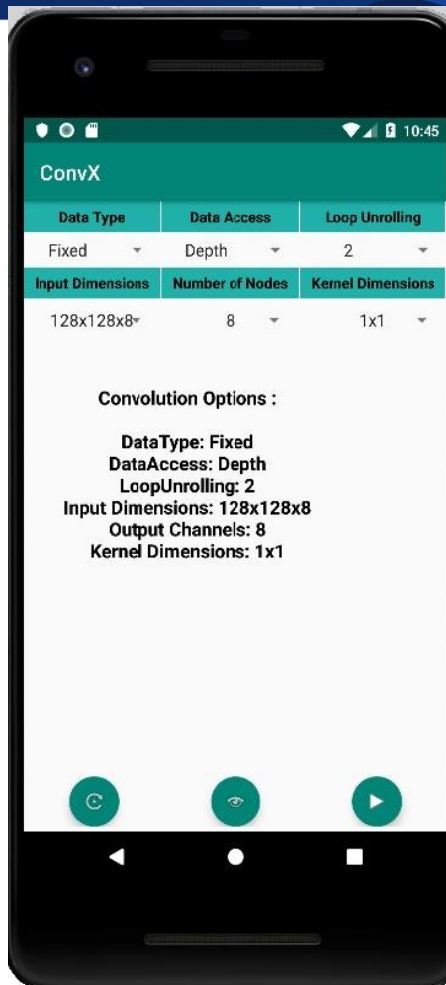 10:45
ConvX
Data Type Data Access Loop Unrolling
Fixed Depth 2
Input Dimensions Number of Nodes Kernel Dimensions
128x128x8 8 1x1
Convolution Options :
DataType: Fixed
DataAccess: Depth
LoopUnrolling: 2
Input Dimensions: 128x128x8
Output Channels: 8
Kernel Dimensions: 1x1